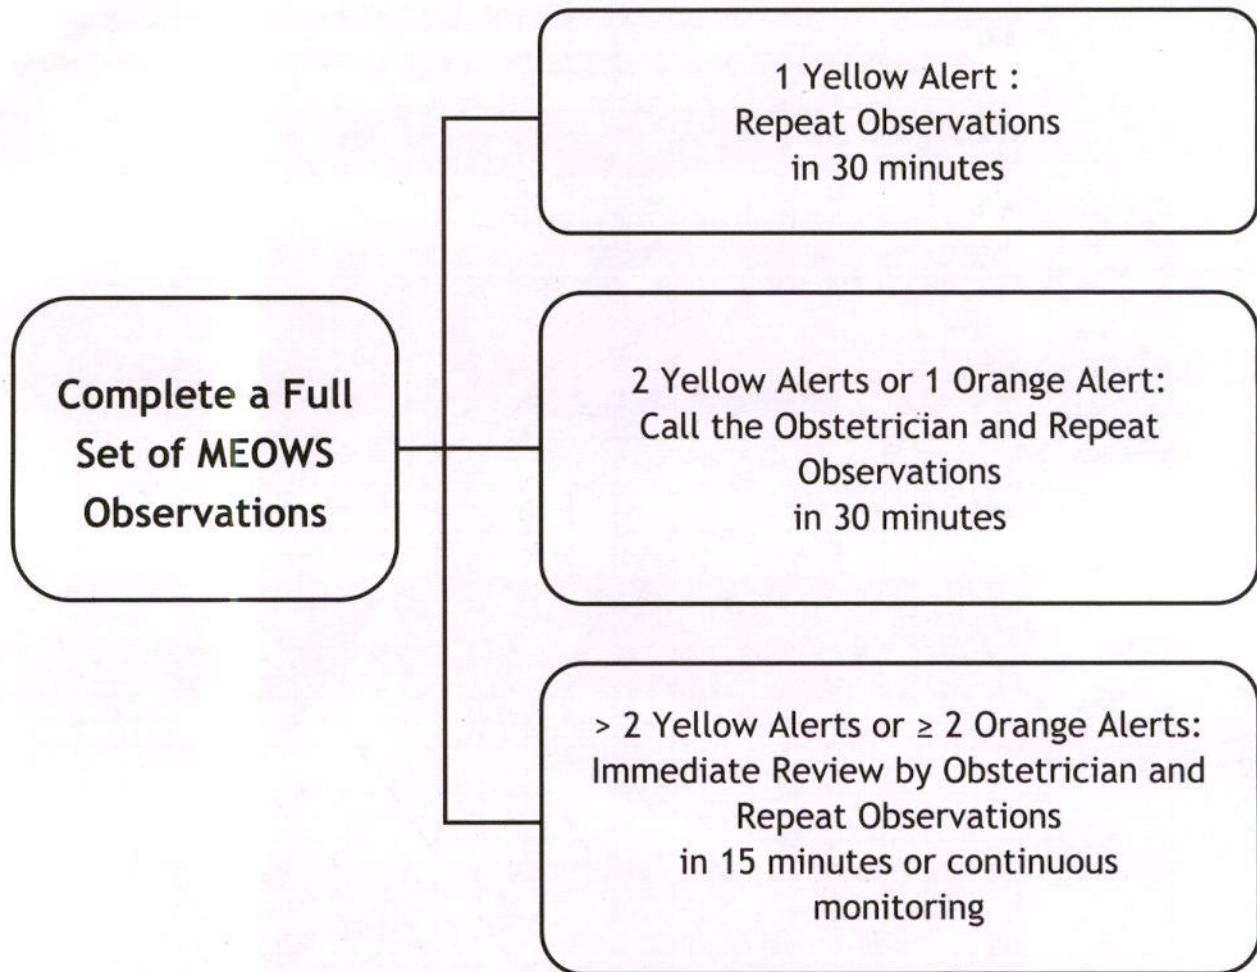 Complete a Full
Set of MEOWS
Observations
1 Yellow Alert :
Repeat Observations
in 30 minutes
2 Yellow Alerts or 1 Orange Alert:
Call the Obstetrician and Repeat
Observations
in 30 minutes
> 2 Yellow Alerts or ≥ 2 Orange Alerts:
Immediate Review by Obstetrician and
Repeat Observations
in 15 minutes or continuous
monitoring